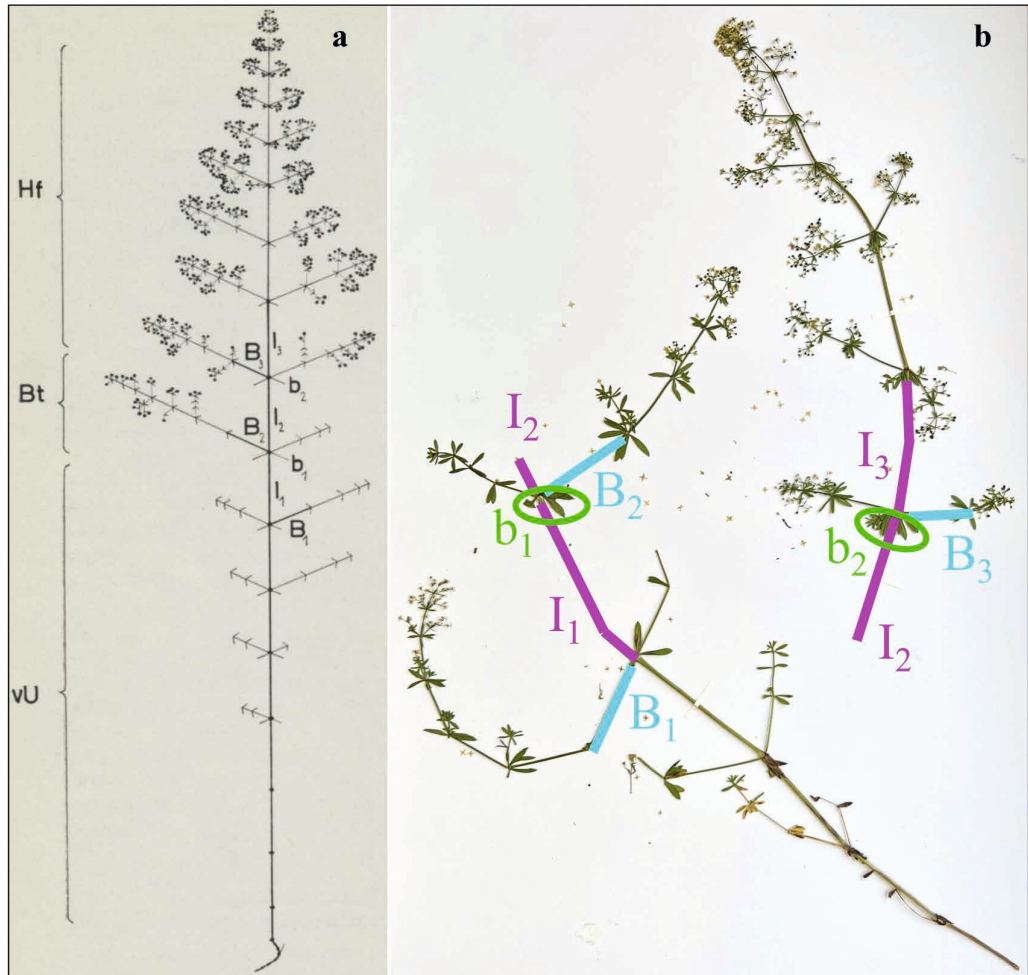 a
Hf
B₃
I₃
b₂
Bt
B₂
I₂
b₁
I₁
B₁
vU
b
I₂
B₂
b₁
I₁
B₁
I₃
b₂
B₃
I₂